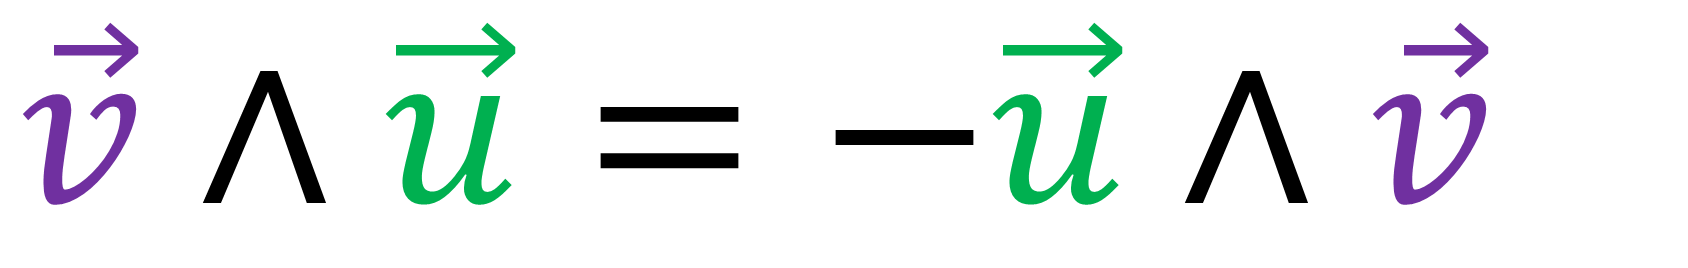 v⃗ ∧ u⃗ = −u⃗ ∧ v⃗